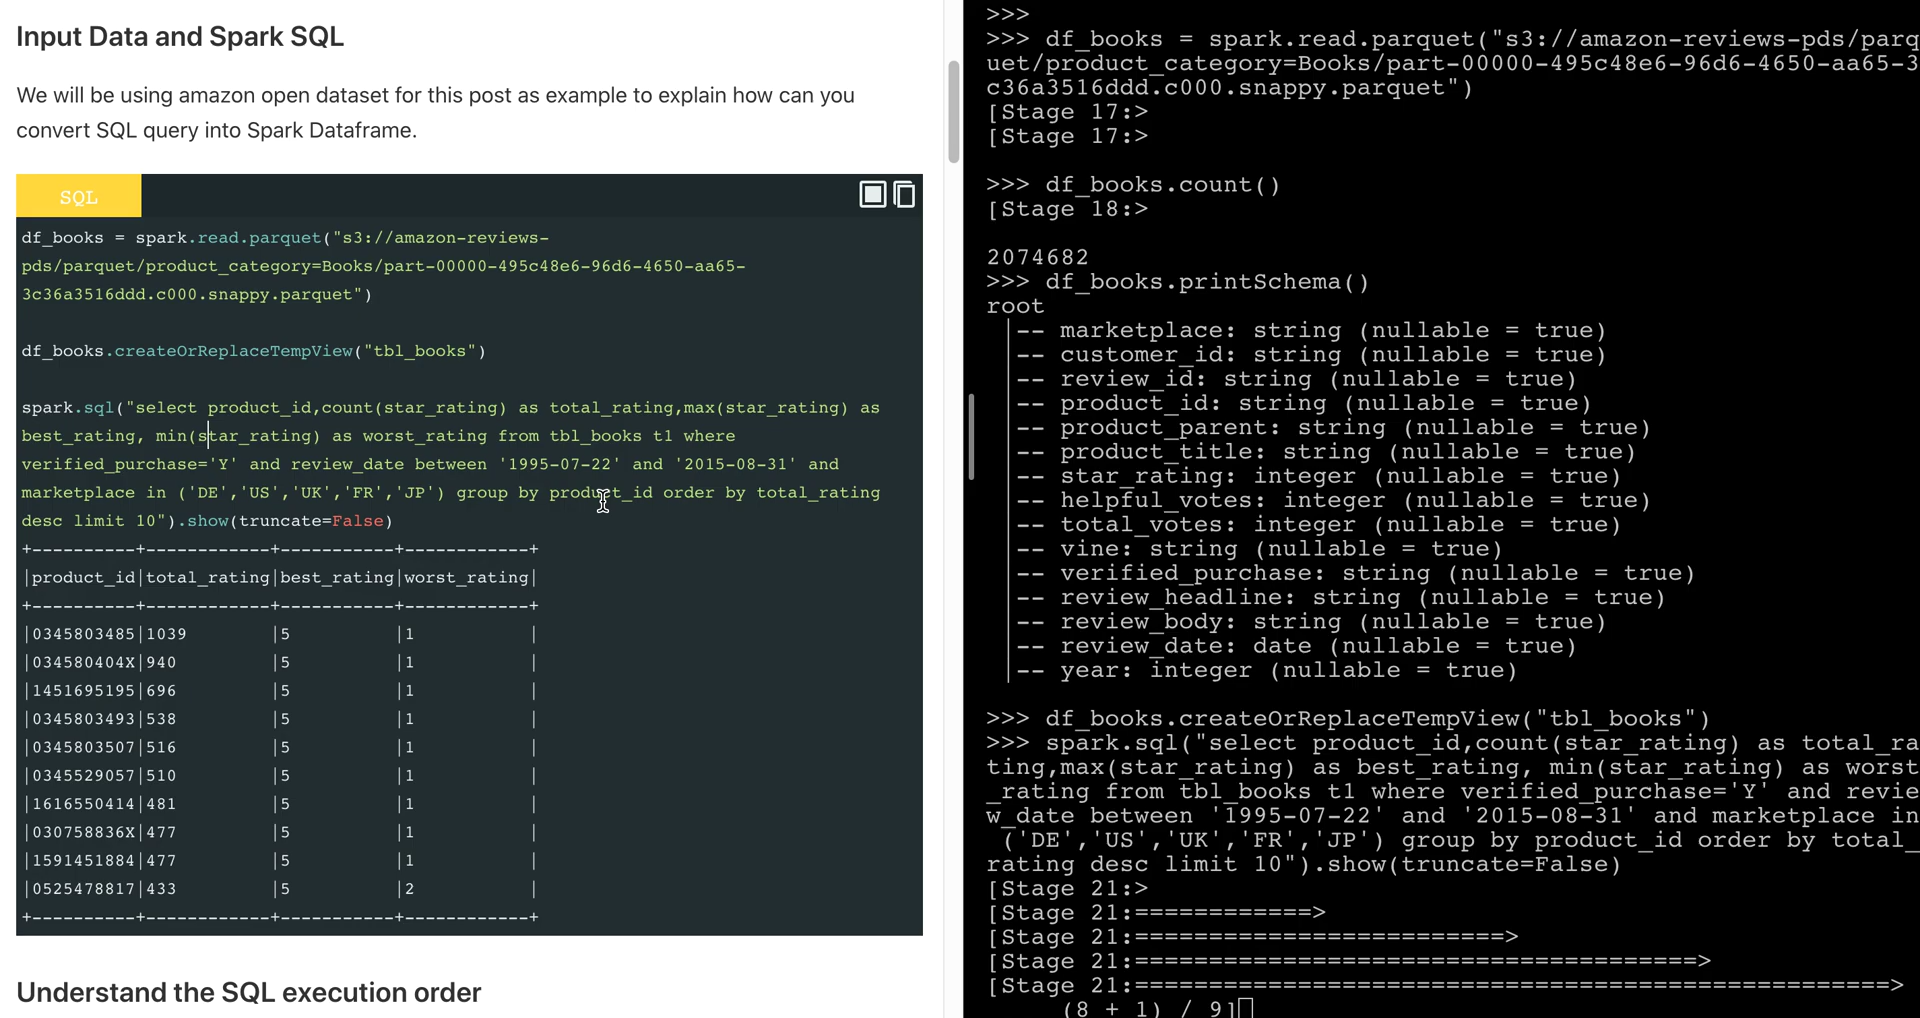 Input Data and Spark SQL
We will be using amazon open dataset for this post as example to explain how can you
convert SQL query into Spark Dataframe.
SQL
df_books = spark.read.parquet("s3://amazon-reviews-
pds/parquet/product_category=Books/part-00000-495c48e6-96d6-4650-aa65-
3c36a3516ddd.c000.snappy.parquet")
df_books.createOrReplaceTempView("tbl_books")
spark.sql("select product_id,count(star_rating) as total_rating,max(star_rating) as
best_rating, min(star_rating) as worst_rating from tbl_books t1 where
verified_purchase='Y' and review_date between '1995-07-22' and '2015-08-31' and
marketplace in ('DE','US','UK','FR','JP') group by product_id order by total_rating
desc limit 10").show(truncate=False)
+----------+------------+-----------+------------+
|product_id|total_rating|best_rating|worst_rating|
+----------+------------+-----------+------------+
|0345803485|1039        |5          |1           |
|034580404X|940         |5          |1           |
|1451695195|696         |5          |1           |
|0345803493|538         |5          |1           |
|0345803507|516         |5          |1           |
|0345529057|510         |5          |1           |
|1616550414|481         |5          |1           |
|030758836X|477         |5          |1           |
|1591451884|477         |5          |1           |
|0525478817|433         |5          |2           |
+----------+------------+-----------+------------+
Understand the SQL execution order
>>>
>>> df_books = spark.read.parquet("s3://amazon-reviews-pds/parq
uet/product_category=Books/part-00000-495c48e6-96d6-4650-aa65-3
c36a3516ddd.c000.snappy.parquet")
[Stage 17:>
[Stage 17:>
>>> df_books.count()
[Stage 18:>
2074682
>>> df_books.printSchema()
root
|-- marketplace: string (nullable = true)
|-- customer_id: string (nullable = true)
|-- review_id: string (nullable = true)
|-- product_id: string (nullable = true)
|-- product_parent: string (nullable = true)
|-- product_title: string (nullable = true)
|-- star_rating: integer (nullable = true)
|-- helpful_votes: integer (nullable = true)
|-- total_votes: integer (nullable = true)
|-- vine: string (nullable = true)
|-- verified_purchase: string (nullable = true)
|-- review_headline: string (nullable = true)
|-- review_body: string (nullable = true)
|-- review_date: date (nullable = true)
|-- year: integer (nullable = true)
>>> df_books.createOrReplaceTempView("tbl_books")
>>> spark.sql("select product_id,count(star_rating) as total_ra
ting,max(star_rating) as best_rating, min(star_rating) as worst
_rating from tbl_books t1 where verified_purchase='Y' and revie
w_date between '1995-07-22' and '2015-08-31' and marketplace in
('DE','US','UK','FR','JP') group by product_id order by total_
rating desc limit 10").show(truncate=False)
[Stage 21:>
[Stage 21:============>
[Stage 21:=========================>
[Stage 21:======================================>
[Stage 21:===================================================>
(8 + 1) / 9]